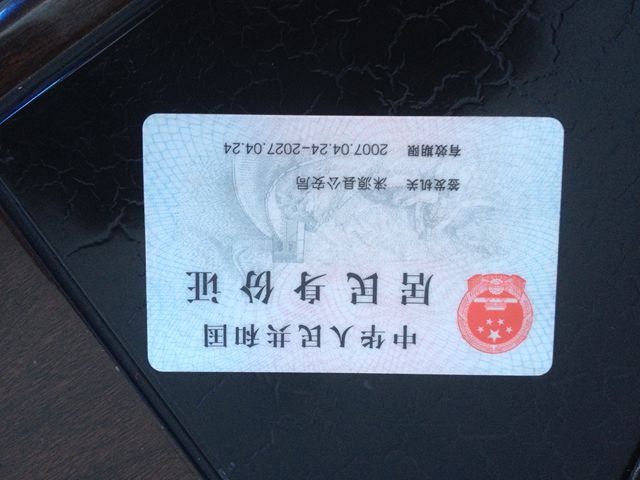 中华人民共和国
居民身份证
签发机关 涞源县公安局
有效期限 2007.04.24-2027.04.24